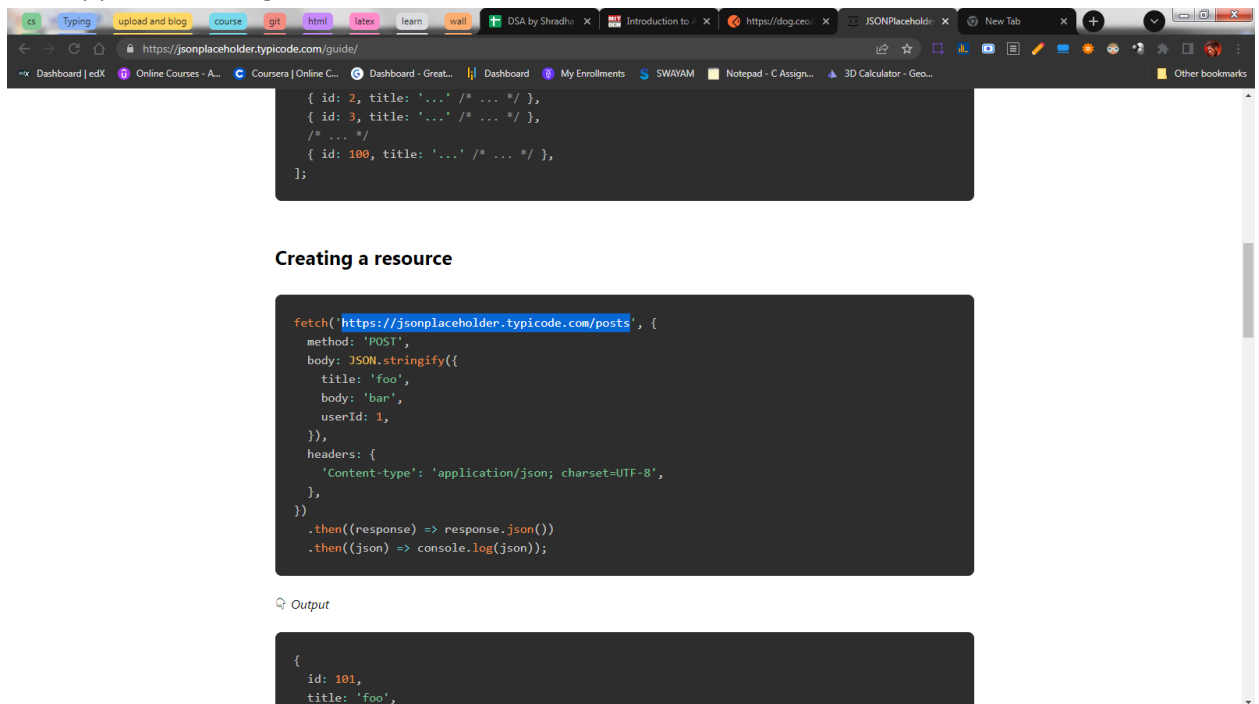 cs Typing upload and blog course git html latex learn wall DSA by Shradha Introduction to A https://dog.ceo/ JSONPlaceholde New Tab
https://jsonplaceholder.typicode.com/guide/
Dashboard | edX Online Courses - A... Coursera | Online C... Dashboard - Great... Dashboard My Enrollments SWAYAM Notepad - C Assign... 3D Calculator - Geo... Other bookmarks
{ id: 2, title: '...' /* ... */ },
{ id: 3, title: '...' /* ... */ },
/* ... */
{ id: 100, title: '...' /* ... */ },
];
Creating a resource
fetch('https://jsonplaceholder.typicode.com/posts', {
method: 'POST',
body: JSON.stringify({
title: 'foo',
body: 'bar',
userId: 1,
}),
headers: {
'Content-type': 'application/json; charset=UTF-8',
},
})
.then((response) => response.json())
.then((json) => console.log(json));
👇 Output
{
id: 101,
title: 'foo',